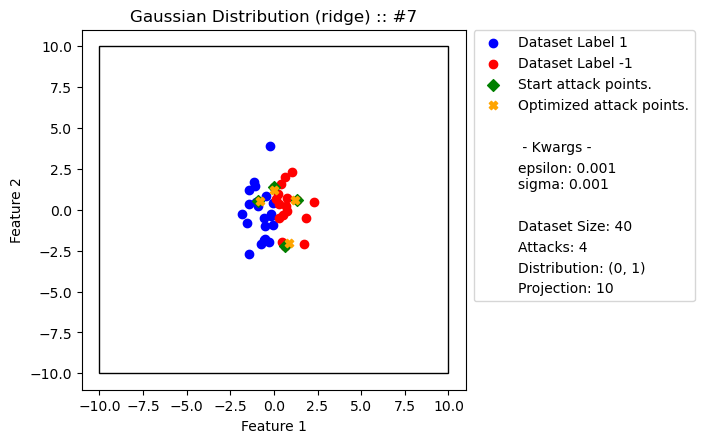 Gaussian Distribution (ridge) :: #7
10.0
7.5
5.0
2.5
0.0
−2.5
−5.0
−7.5
−10.0
Feature 2
−10.0 −7.5 −5.0 −2.5 0.0 2.5 5.0 7.5 10.0
Feature 1
Dataset Label 1
Dataset Label -1
Start attack points.
Optimized attack points.
- Kwargs -
epsilon: 0.001
sigma: 0.001
Dataset Size: 40
Attacks: 4
Distribution: (0, 1)
Projection: 10